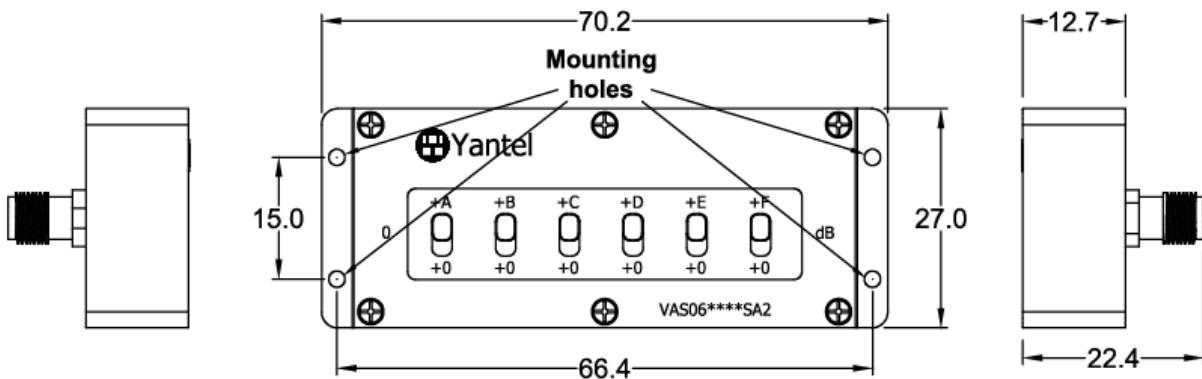 70.2
12.7
Mounting
holes
Yantel
+A +B +C +D +E +F
15.0
0
dB
27.0
+0 +0 +0 +0 +0 +0
VAS06****SA2
66.4
22.4